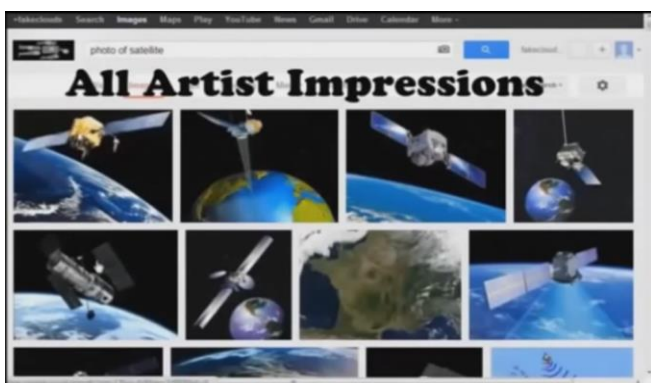 +fakeclouds Search Images Maps Play YouTube News Gmail Drive Calendar More
photo of satellite
fakecloud
All Artist Impressions